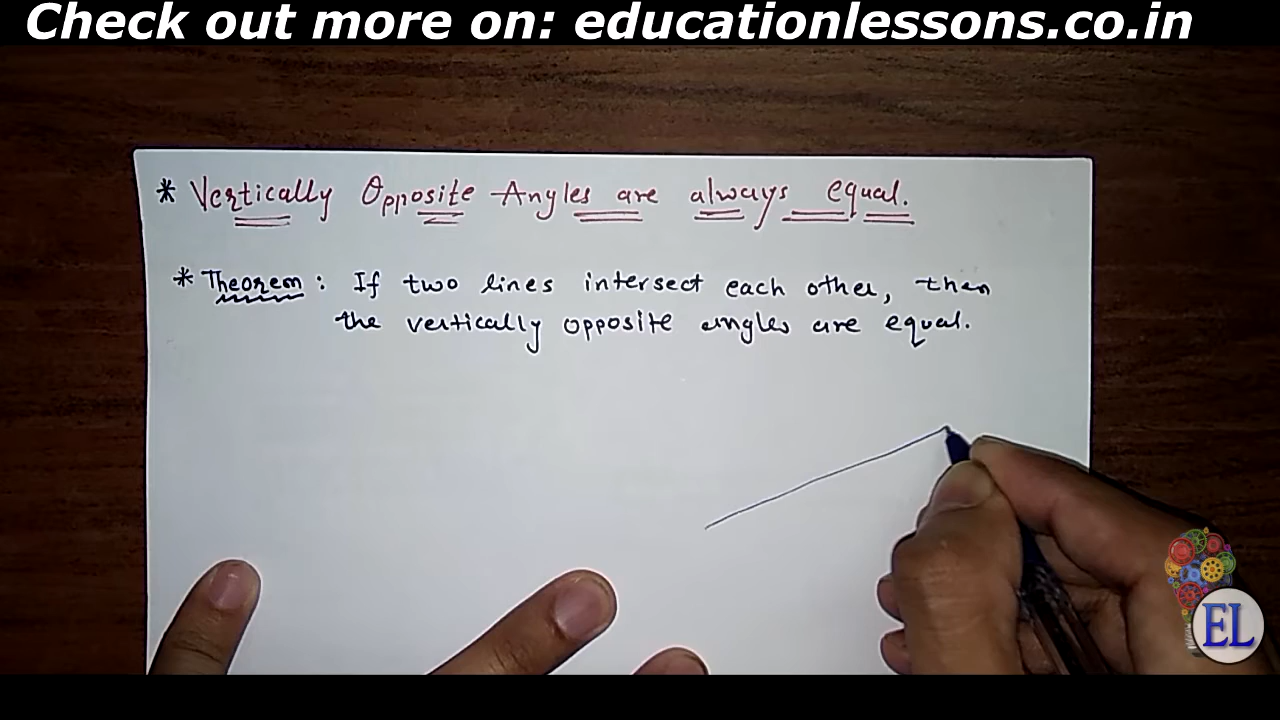 Check out more on: educationlessons.co.in
* Vertically Opposite Angles are always equal.
* Theorem : If two lines intersect each other, then
the vertically opposite angles are equal.
EL